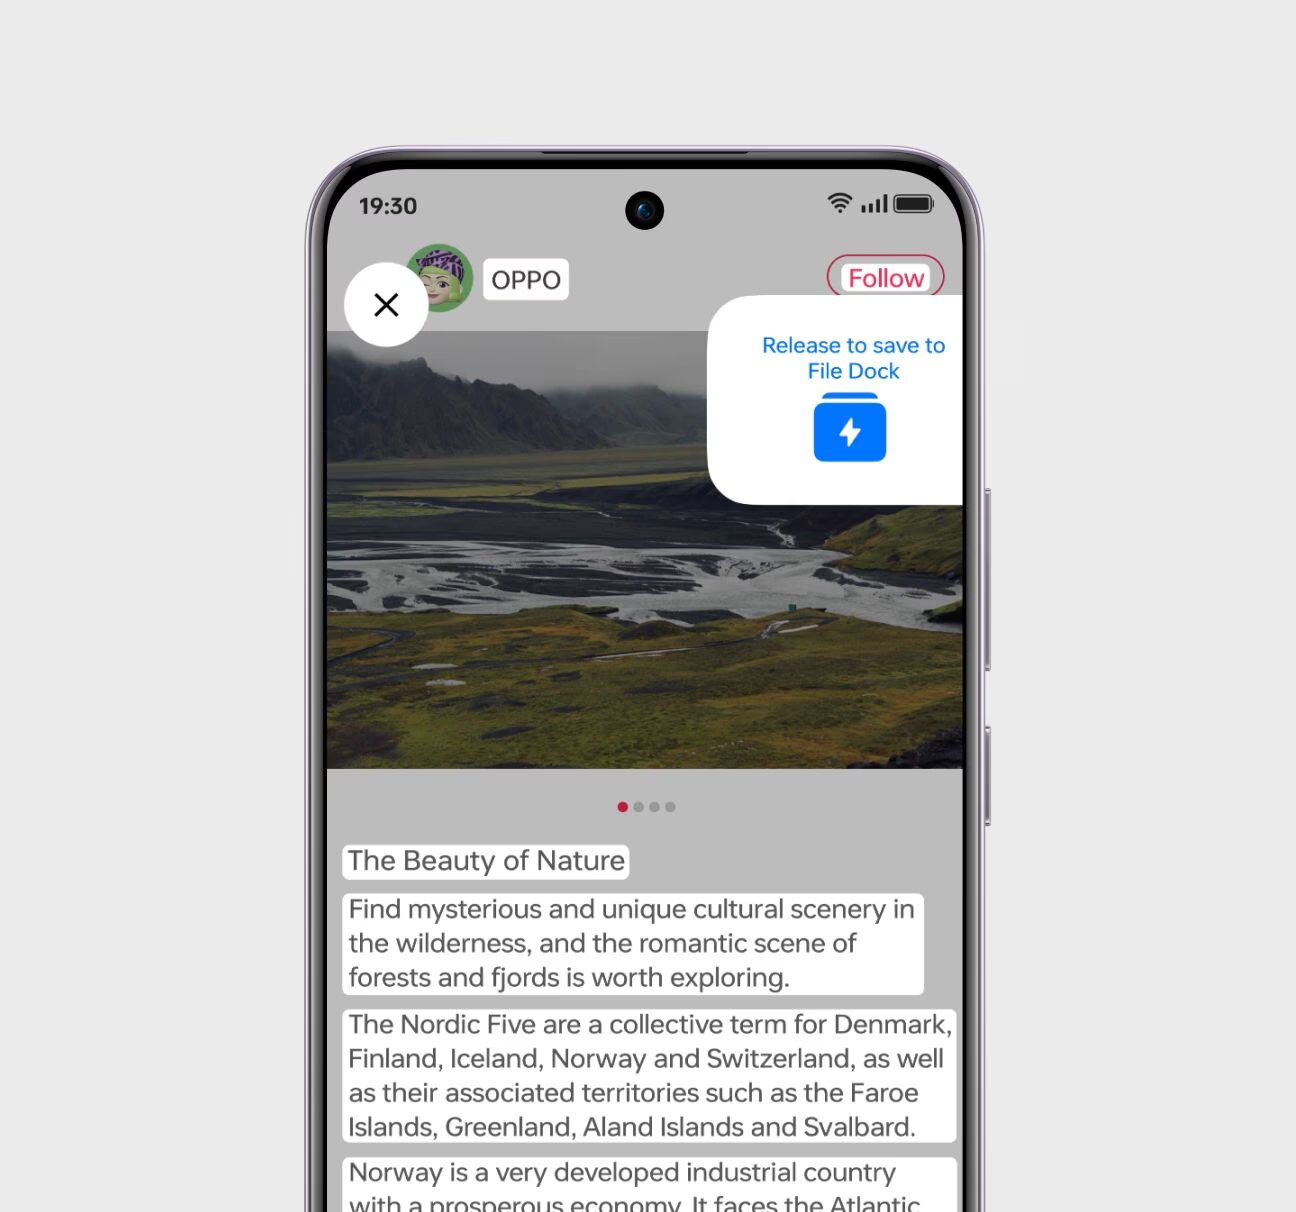 19:30
OPPO
Follow
Release to save to
File Dock
The Beauty of Nature
Find mysterious and unique cultural scenery in
the wilderness, and the romantic scene of
forests and fjords is worth exploring.
The Nordic Five are a collective term for Denmark,
Finland, Iceland, Norway and Switzerland, as well
as their associated territories such as the Faroe
Islands, Greenland, Aland Islands and Svalbard.
Norway is a very developed industrial country
with a prosperous economy. It faces the Atlantic